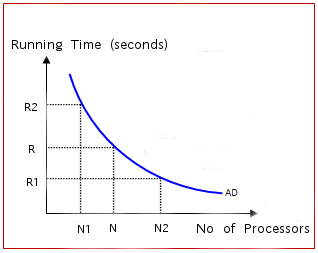 Running Time (seconds)
R2
R
R1
AD
N1 N N2 No of Processors